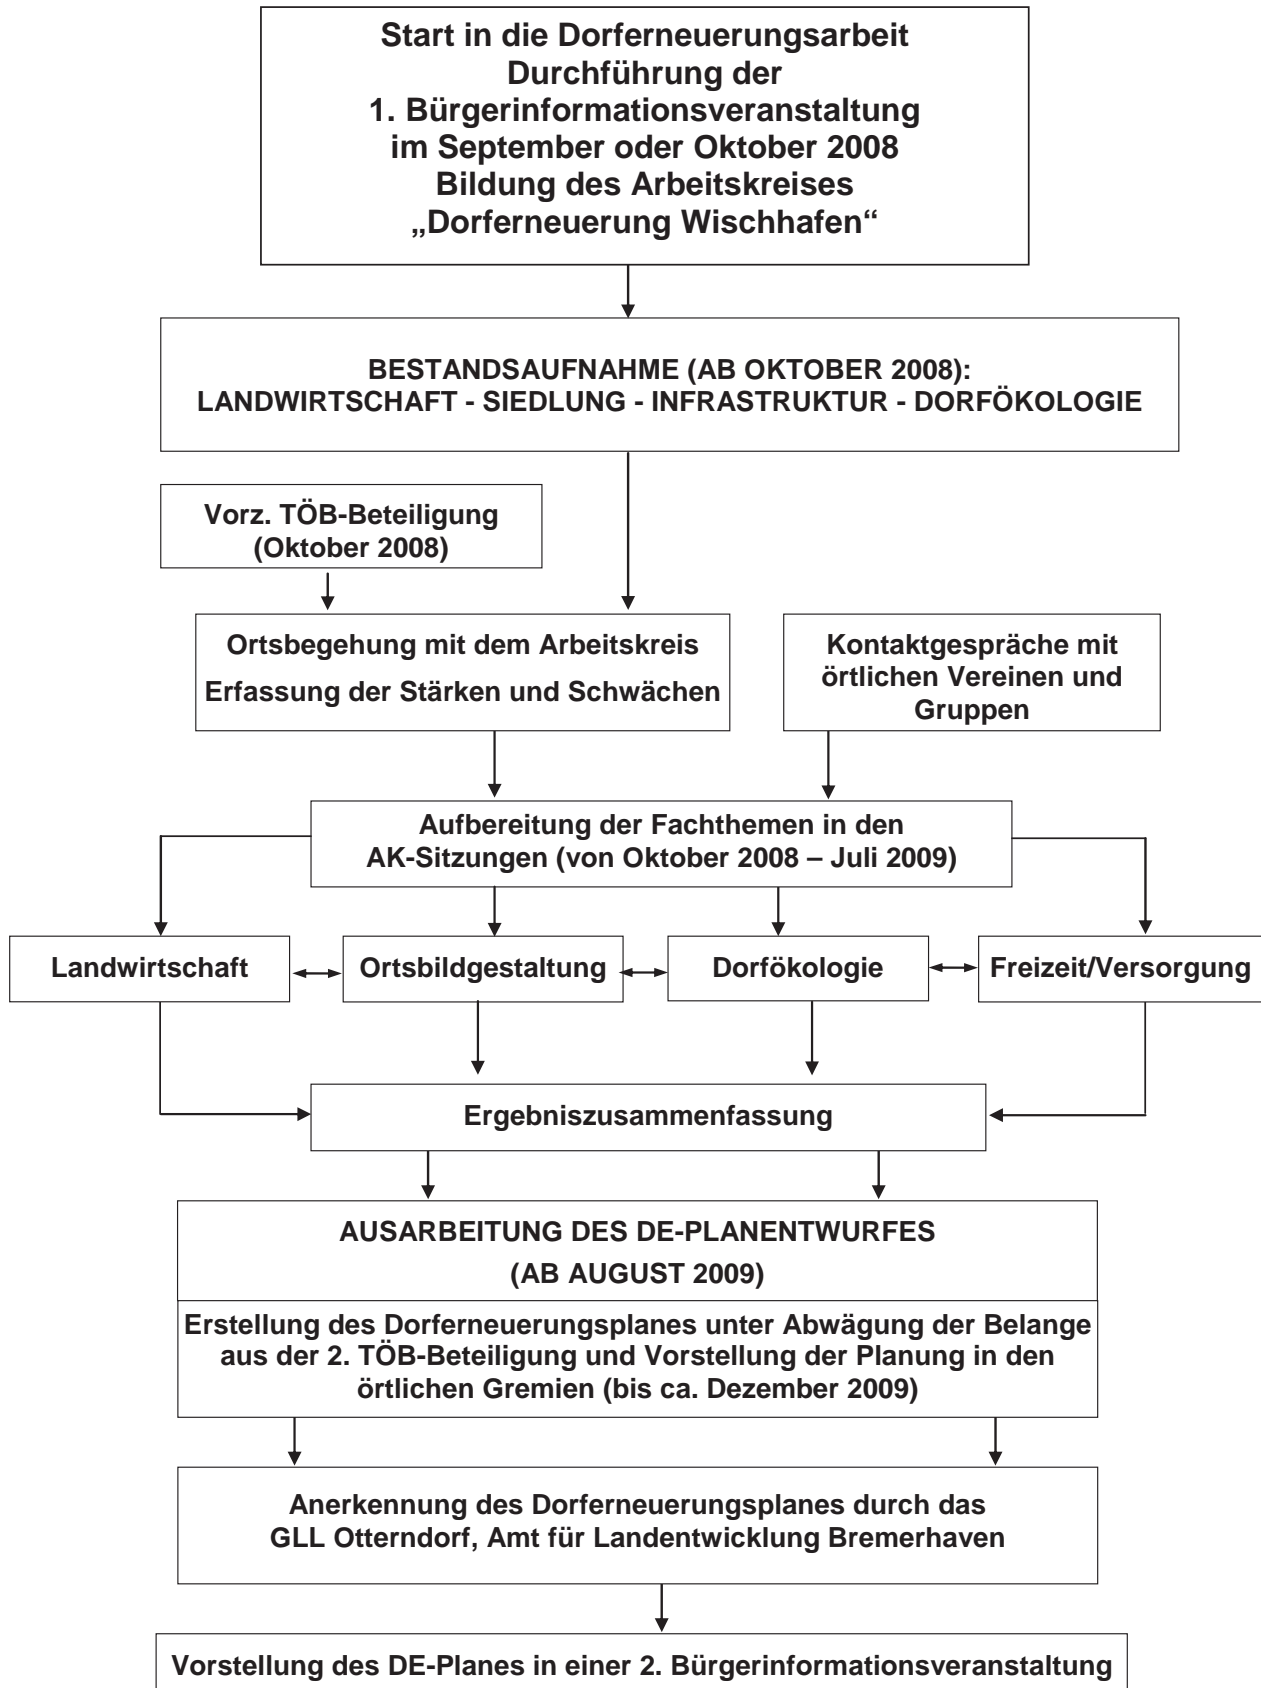 Start in die Dorferneuerungsarbeit
Durchführung der
1. Bürgerinformationsveranstaltung
im September oder Oktober 2008
Bildung des Arbeitskreises
„Dorferneuerung Wischhafen“
BESTANDSAUFNAHME (AB OKTOBER 2008):
LANDWIRTSCHAFT - SIEDLUNG - INFRASTRUKTUR - DORFÖKOLOGIE
Vorz. TÖB-Beteiligung
(Oktober 2008)
Ortsbegehung mit dem Arbeitskreis
Erfassung der Stärken und Schwächen
Kontaktgespräche mit
örtlichen Vereinen und
Gruppen
Aufbereitung der Fachthemen in den
AK-Sitzungen (von Oktober 2008 – Juli 2009)
Landwirtschaft
Ortsbildgestaltung
Dorfökologie
Freizeit/Versorgung
Ergebniszusammenfassung
AUSARBEITUNG DES DE-PLANENTWURFES
(AB AUGUST 2009)
Erstellung des Dorferneuerungsplanes unter Abwägung der Belange
aus der 2. TÖB-Beteiligung und Vorstellung der Planung in den
örtlichen Gremien (bis ca. Dezember 2009)
Anerkennung des Dorferneuerungsplanes durch das
GLL Otterndorf, Amt für Landentwicklung Bremerhaven
Vorstellung des DE-Planes in einer 2. Bürgerinformationsveranstaltung